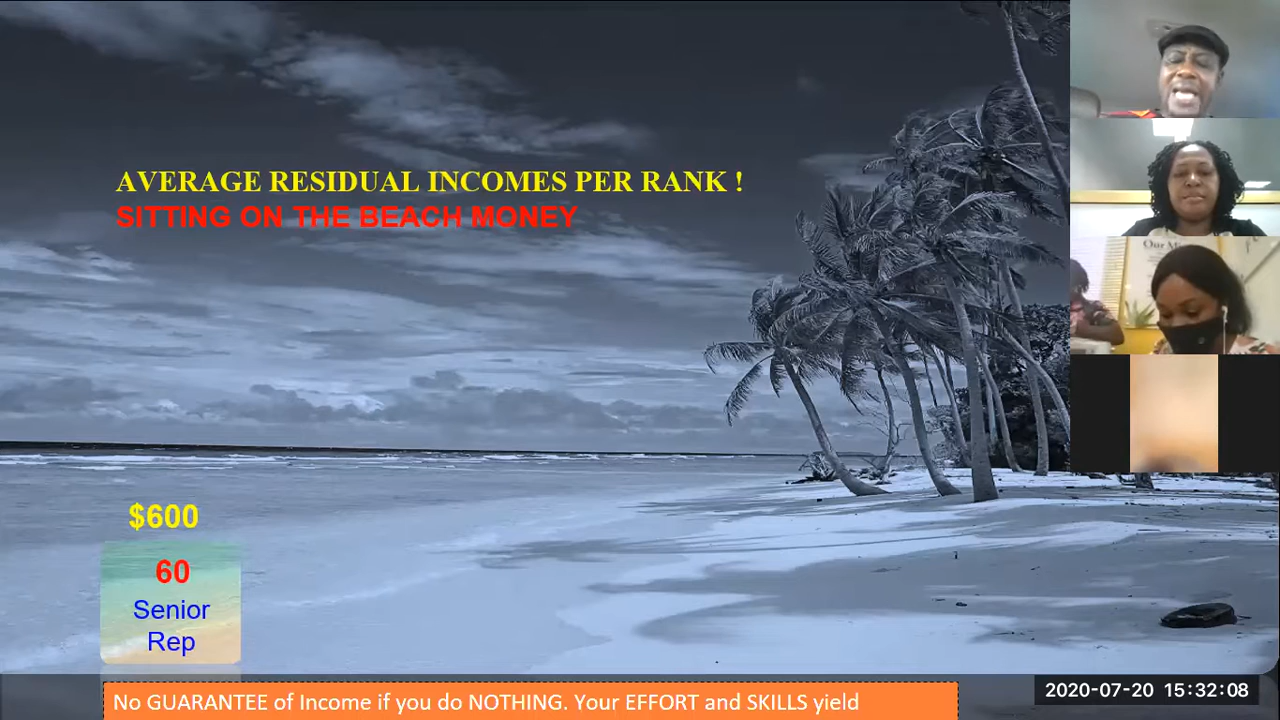 AVERAGE RESIDUAL INCOMES PER RANK !
SITTING ON THE BEACH MONEY
$600
60
Senior
Rep
No GUARANTEE of Income if you do NOTHING. Your EFFORT and SKILLS yield
2020-07-20 15:32:08